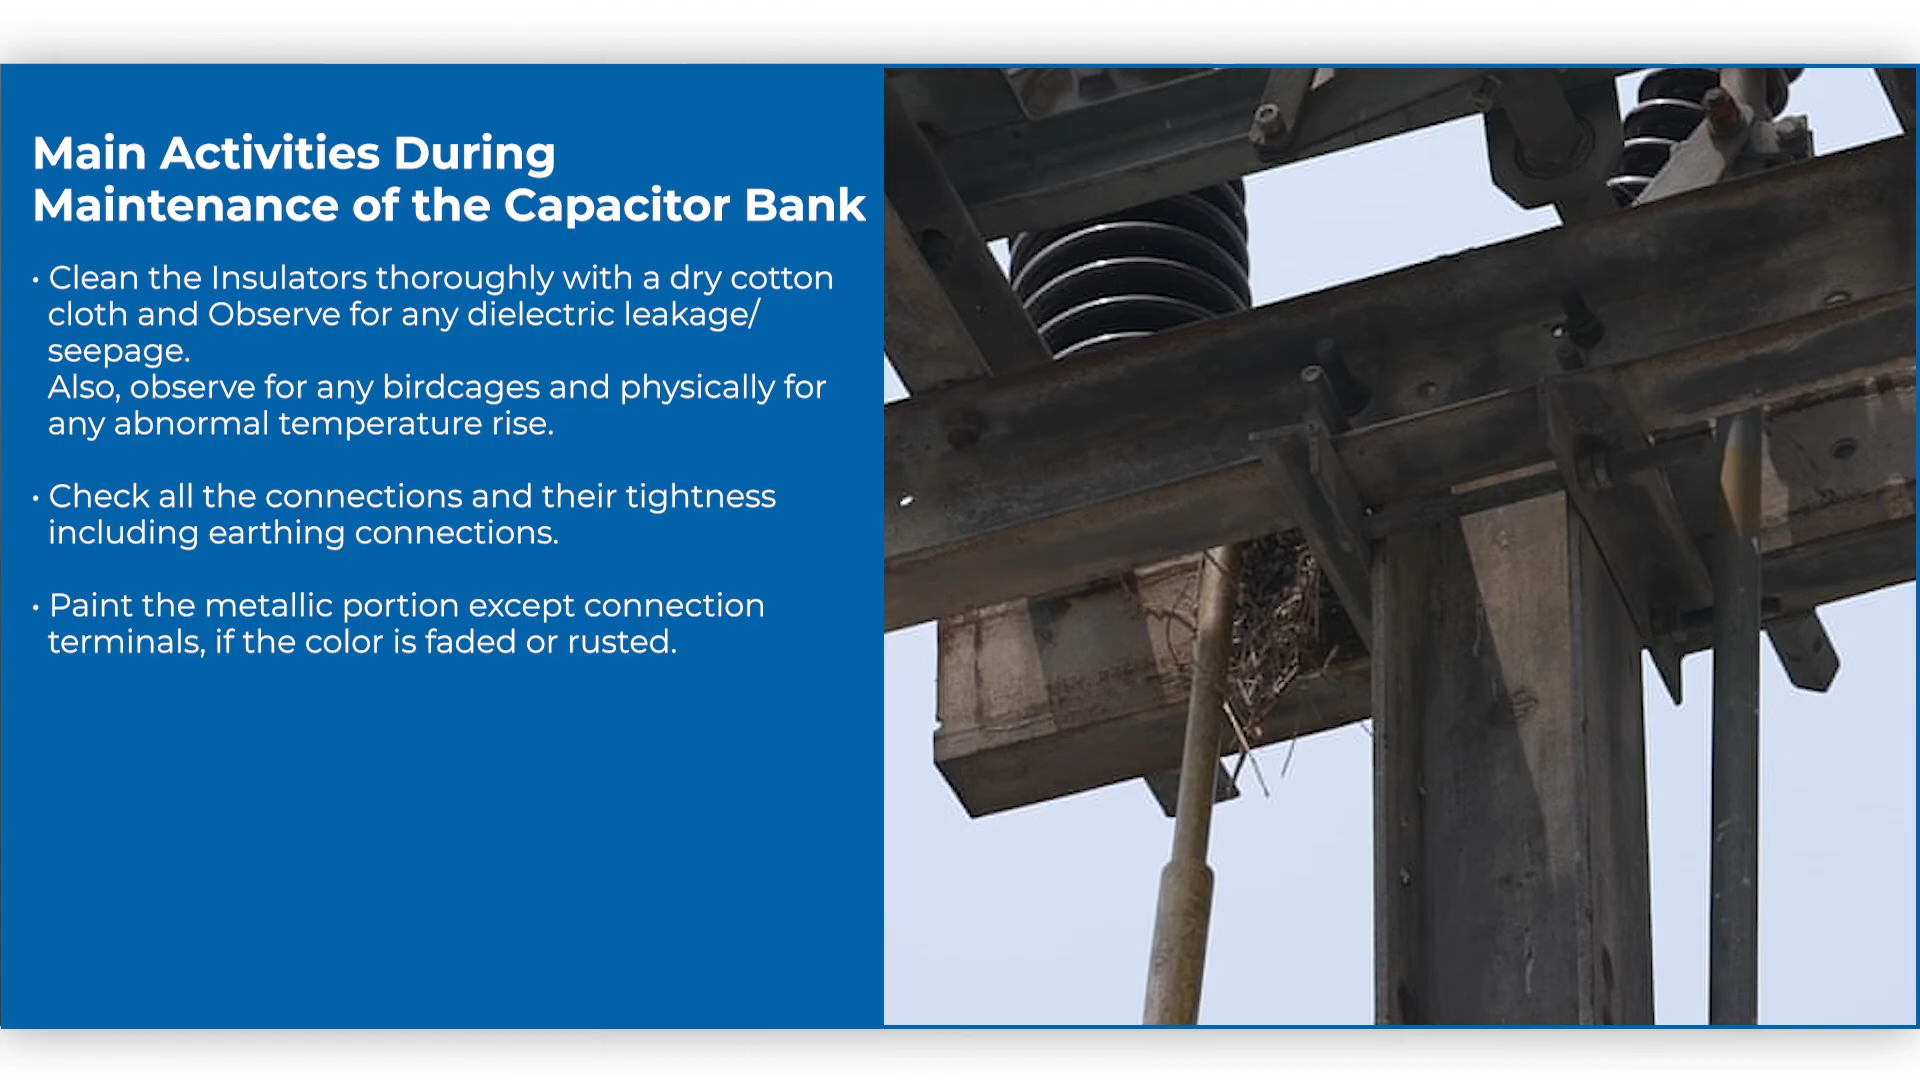 Main Activities During
Maintenance of the Capacitor Bank
• Clean the Insulators thoroughly with a dry cotton
cloth and Observe for any dielectric leakage/
seepage.
Also, observe for any birdcages and physically for
any abnormal temperature rise.
• Check all the connections and their tightness
including earthing connections.
• Paint the metallic portion except connection
terminals, if the color is faded or rusted.